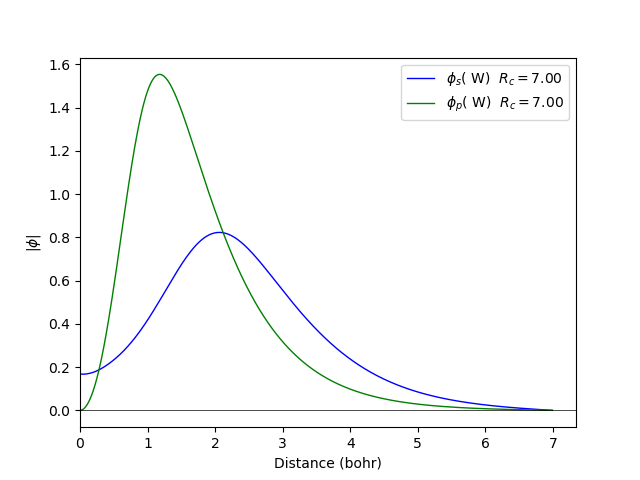 ϕs( W) Rc = 7.00
ϕp( W) Rc = 7.00
1.6
1.4
1.2
1.0
0.8
0.6
0.4
0.2
0.0
|ϕ|
0 1 2 3 4 5 6 7
Distance (bohr)